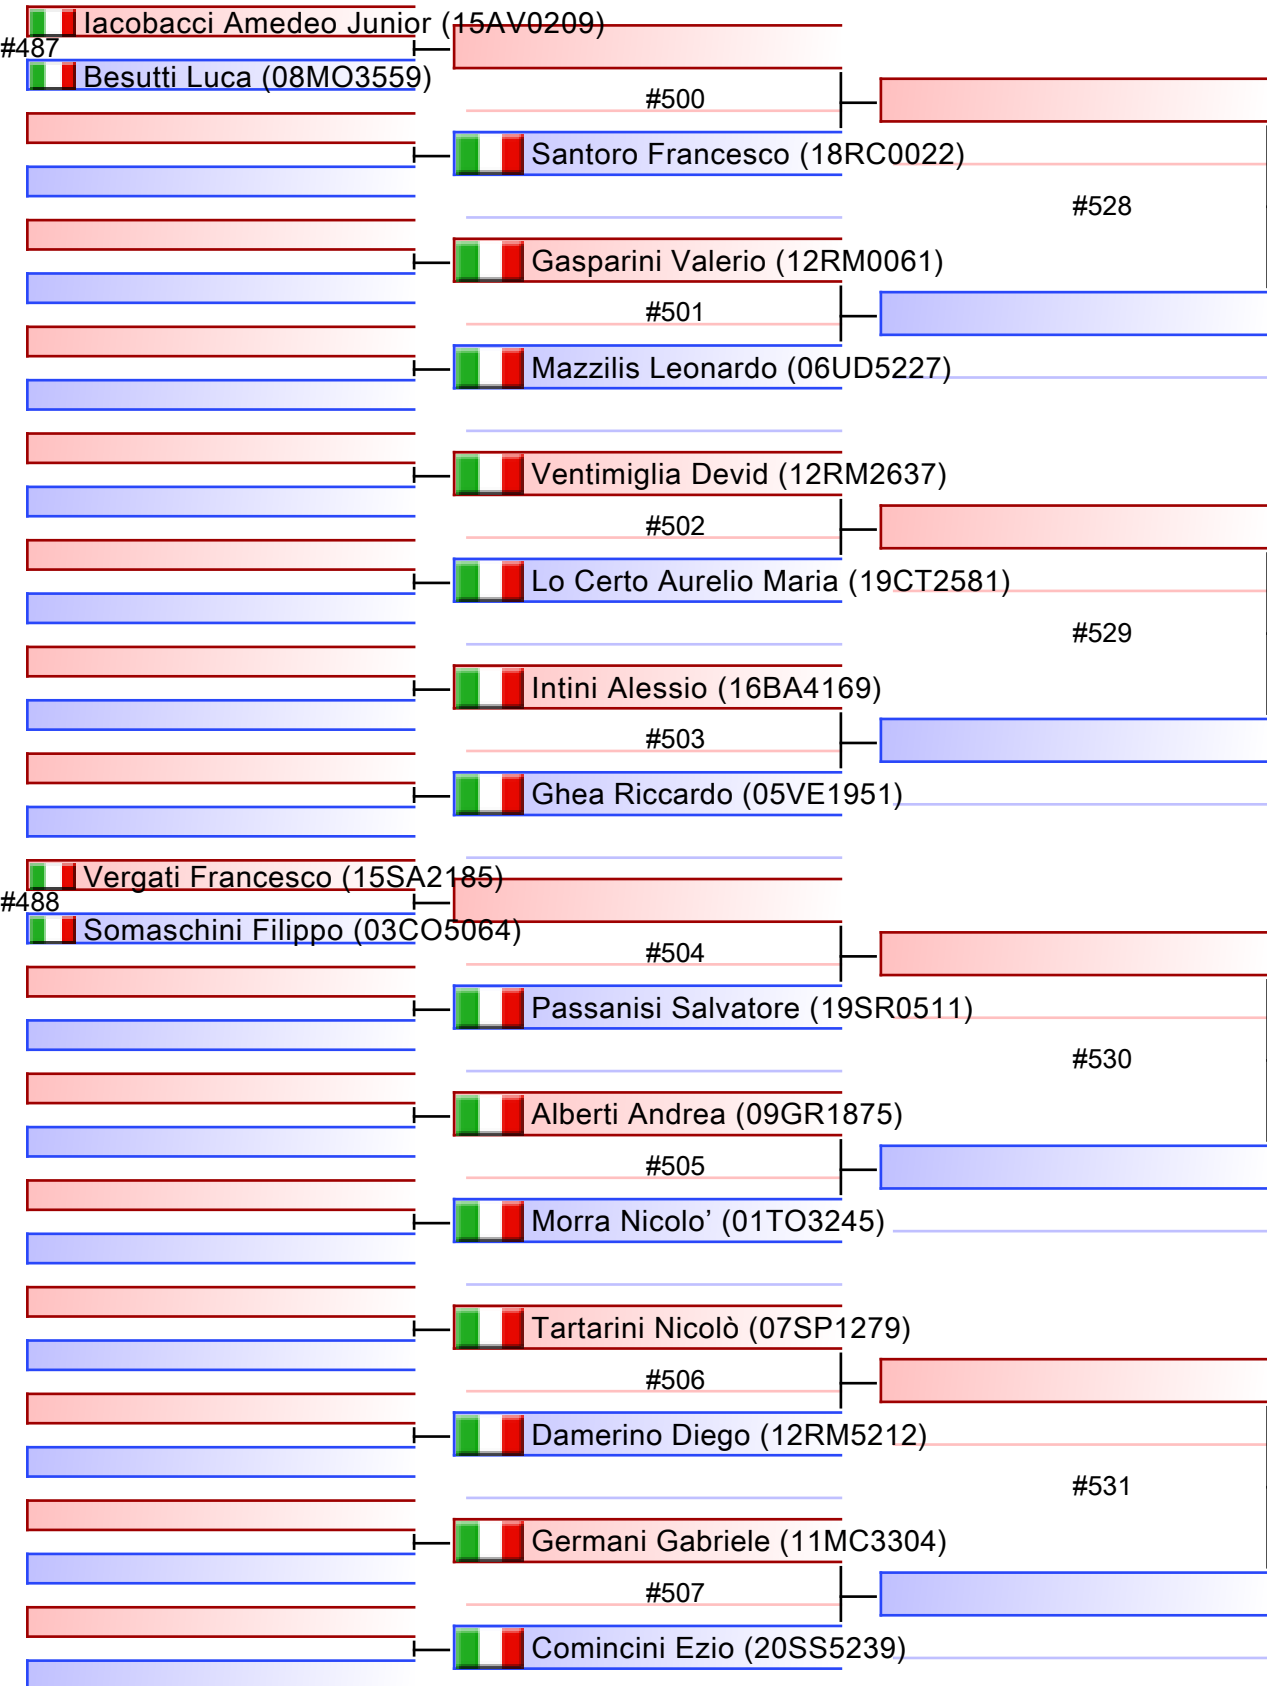 Iacobacci Amedeo Junior (15AV0209)
#487
Besutti Luca (08MO3559)
#500
Santoro Francesco (18RC0022)
#528
Gasparini Valerio (12RM0061)
#501
Mazzilis Leonardo (06UD5227)
Ventimiglia Devid (12RM2637)
#502
Lo Certo Aurelio Maria (19CT2581)
#529
Intini Alessio (16BA4169)
#503
Ghea Riccardo (05VE1951)
Vergati Francesco (15SA2185)
#488
Somaschini Filippo (03CO5064)
#504
Passanisi Salvatore (19SR0511)
#530
Alberti Andrea (09GR1875)
#505
Morra Nicolo’ (01TO3245)
Tartarini Nicolò (07SP1279)
#506
Damerino Diego (12RM5212)
#531
Germani Gabriele (11MC3304)
#507
Comincini Ezio (20SS5239)